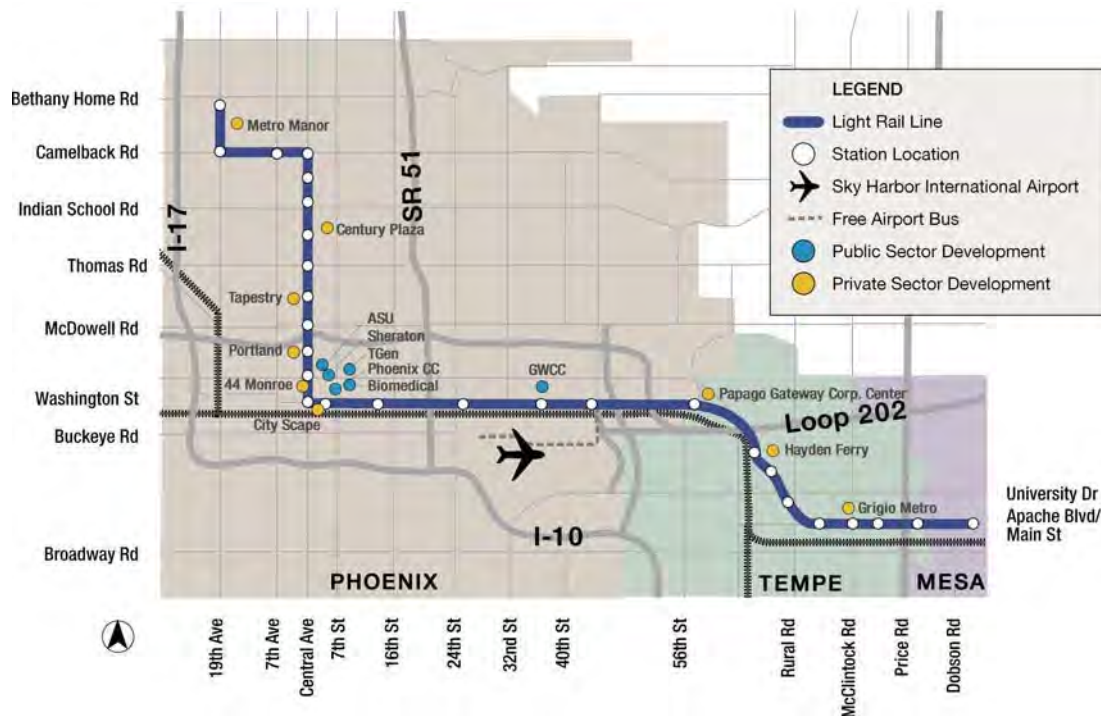 Bethany Home Rd
Camelback Rd
Indian School Rd
Thomas Rd
McDowell Rd
Washington St
Buckeye Rd
Broadway Rd
Metro Manor
I-17
SR 51
Century Plaza
Tapestry
ASU
Sheraton
TGen
Portland
Phoenix CC
44 Monroe
Biomedical
City Scape
GWCC
Papago Gateway Corp. Center
Loop 202
Hayden Ferry
Grigio Metro
I-10
LEGEND
Light Rail Line
Station Location
Sky Harbor International Airport
Free Airport Bus
Public Sector Development
Private Sector Development
University Dr
Apache Blvd/
Main St
PHOENIX
TEMPE
MESA
19th Ave
7th Ave
Central Ave
7th St
16th St
24th St
32nd St
40th St
56th St
Rural Rd
McClintock Rd
Price Rd
Dobson Rd